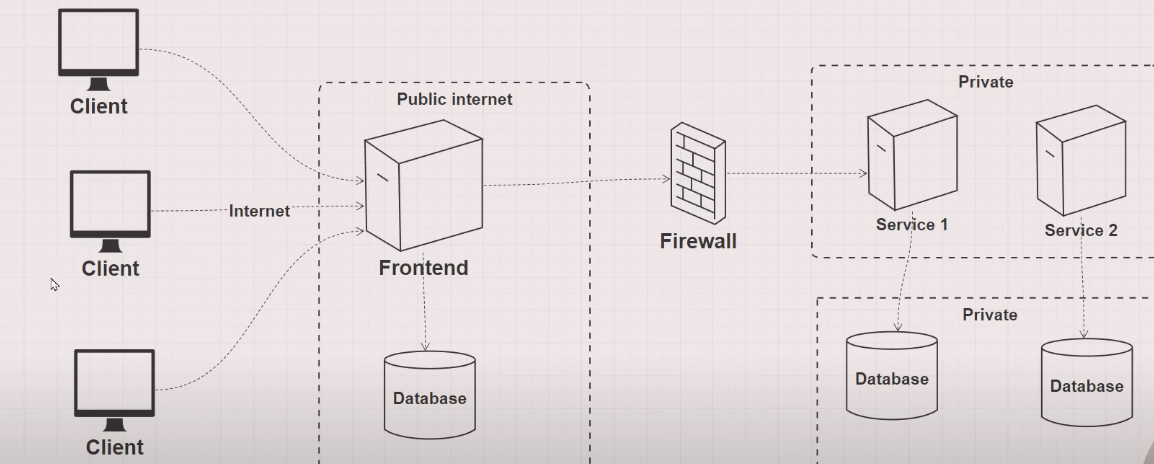 Client
Public internet
Private
Client
Internet
Frontend
Firewall
Service 1
Service 2
Client
Database
Private
Database
Database